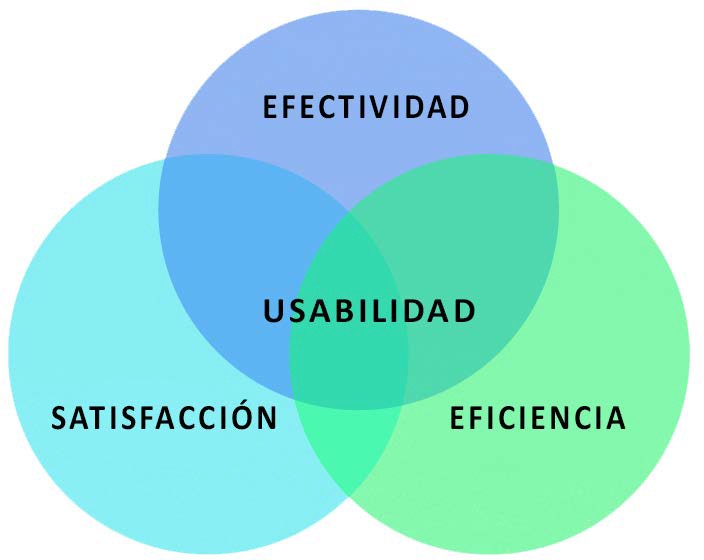 EFECTIVIDAD
USABILIDAD
SATISFACCIÓN
EFICIENCIA